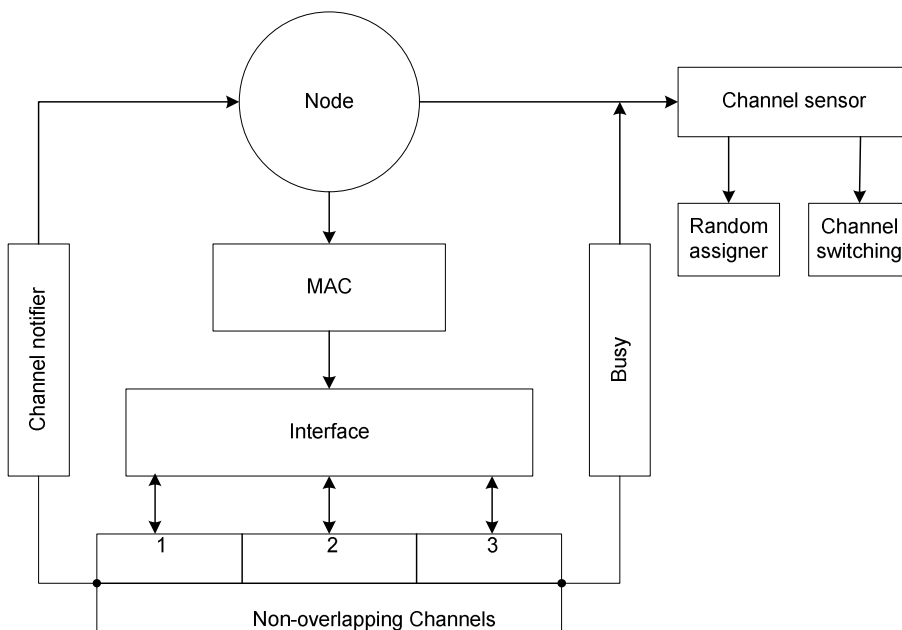 Node
Channel sensor
Random
assigner
Channel
switching
MAC
Channel notifier
Busy
Interface
1
2
3
Non-overlapping Channels